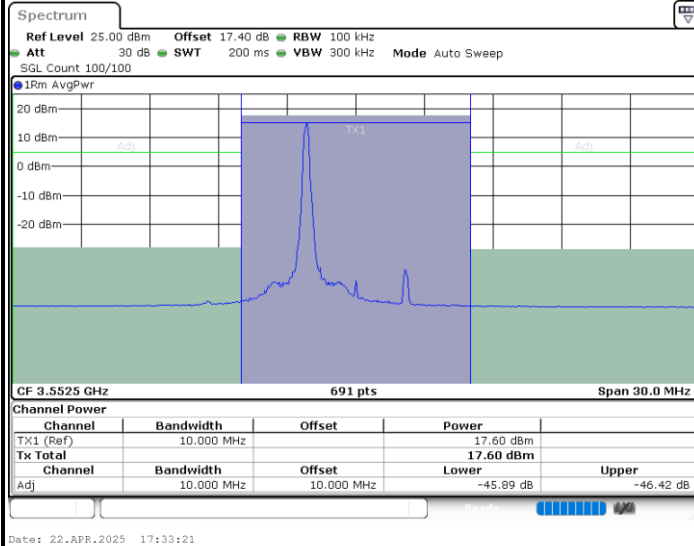 Spectrum
Ref Level 25.00 dBm Offset 17.40 dB RBW 100 kHz
Att 30 dB SWT 200 ms VBW 300 kHz Mode Auto Sweep
SGL Count 100/100
1Rm AvgPwr
20 dBm
TX1
10 dBm
Adj Adj
0 dBm
-10 dBm
-20 dBm
CF 3.5525 GHz 691 pts Span 30.0 MHz
Channel Power
Channel Bandwidth Offset Power
TX1 (Ref) 10.000 MHz 17.60 dBm
Tx Total 17.60 dBm
Channel Bandwidth Offset Lower Upper
Adj 10.000 MHz 10.000 MHz -45.89 dB -46.42 dB
Ready
Date: 22.APR.2025 17:33:21